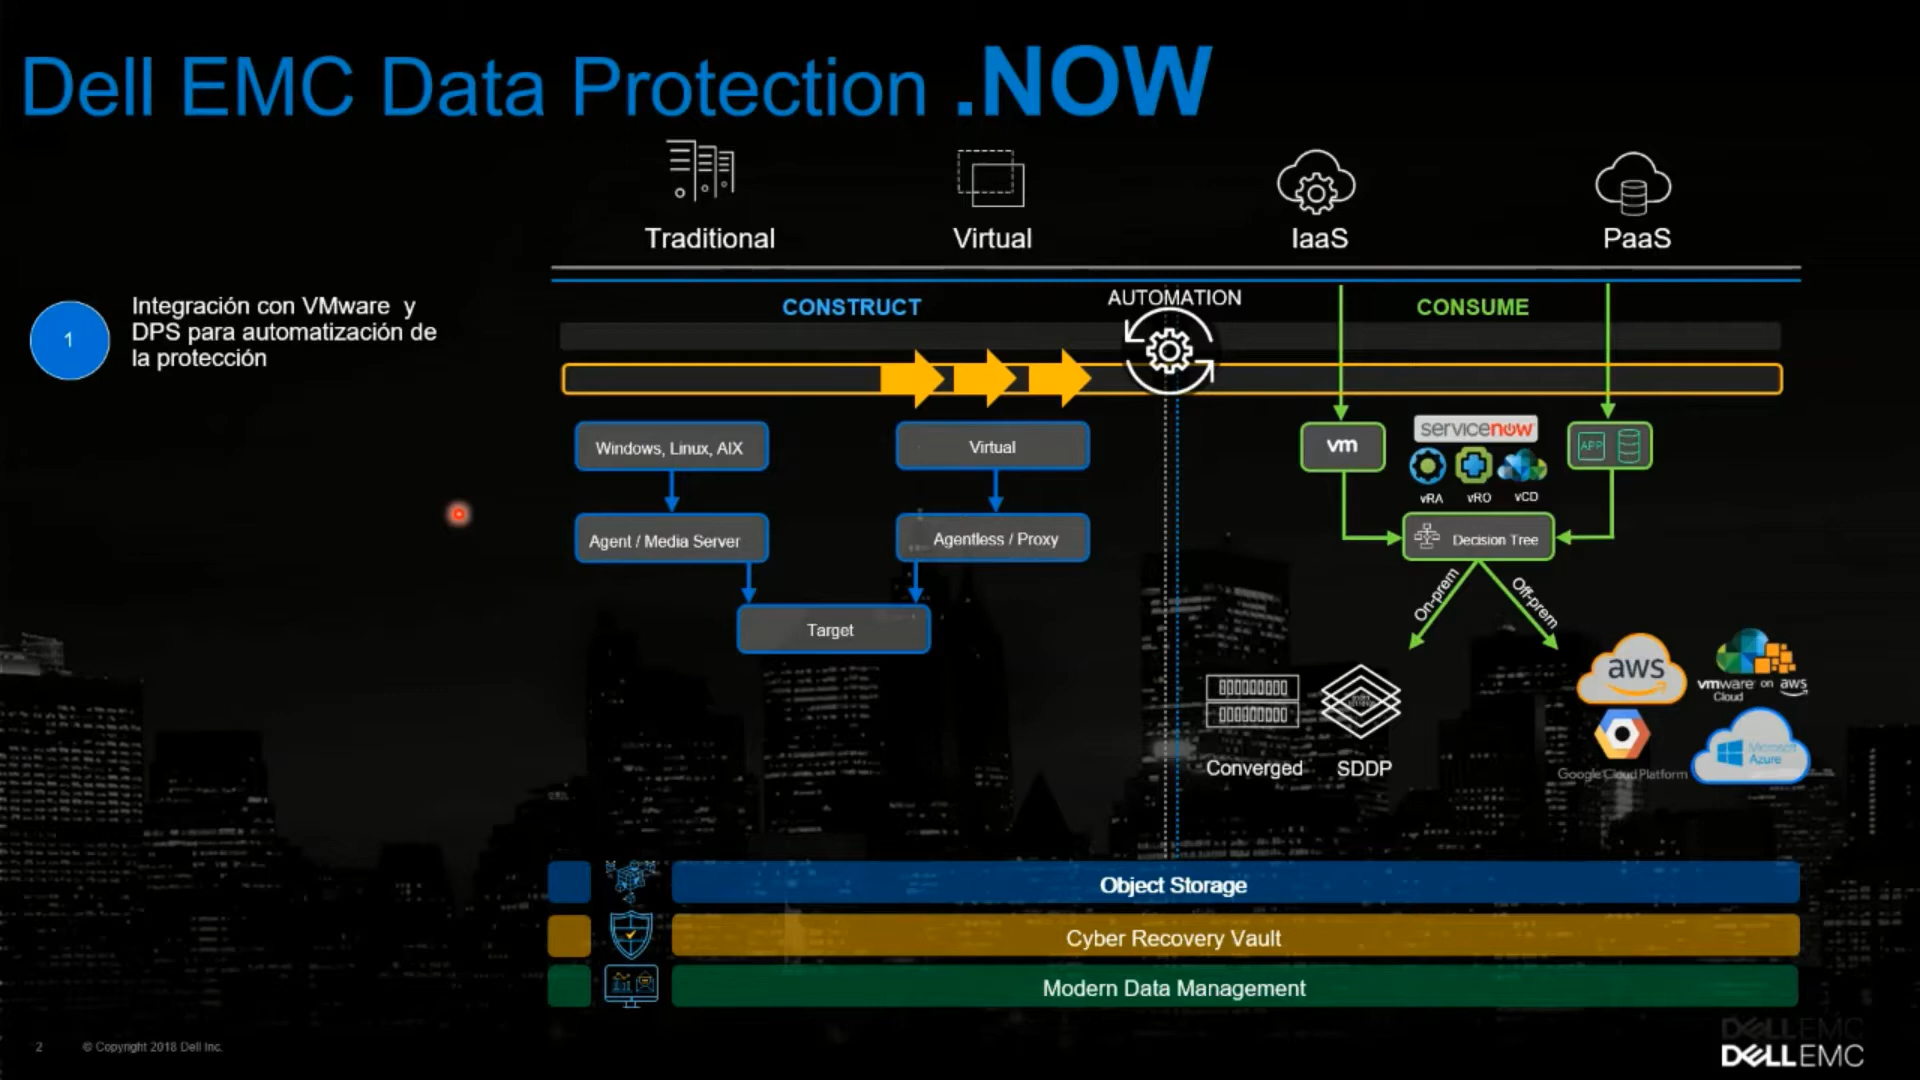 Dell EMC Data Protection .NOW
Traditional
Virtual
IaaS
PaaS
1
Integración con VMware y
DPS para automatización de
la protección
CONSTRUCT
AUTOMATION
CONSUME
Windows, Linux, AIX
Virtual
Agent / Media Server
Agentless / Proxy
Target
vm
servicenow
APP
vRA
vRO
vCD
Decision Tree
On-prem
Off-prem
Converged
SDDP
aws
vmware on aws
Cloud
Google Cloud Platform
Microsoft
Azure
Object Storage
Cyber Recovery Vault
Modern Data Management
2
© Copyright 2018 Dell Inc.
DELLEMC
DELLEMC